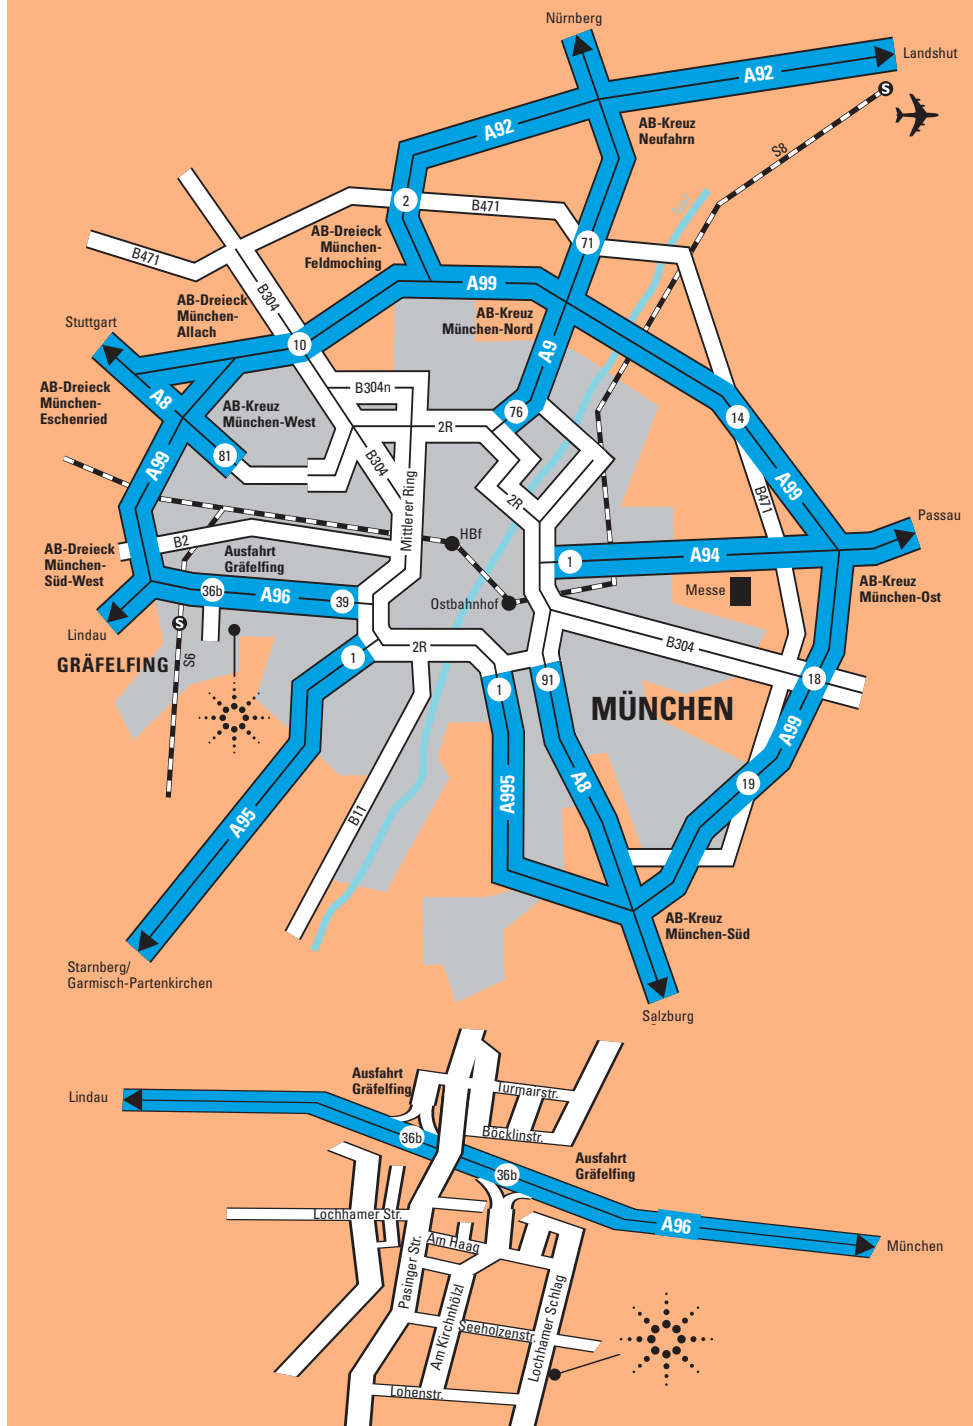 Nürnberg
Landshut
A92
A92
AB-Kreuz
Neufahrn
S
S8
Isar
2
B471
AB-Dreieck
München-
Feldmoching
71
B471
B304
A99
AB-Dreieck
München-
Allach
AB-Kreuz
München-Nord
A9
Stuttgart
10
AB-Dreieck
München-
Eschenried
A8
B304n
AB-Kreuz
München-West
76
14
2R
81
A99
B304
Mittlerer Ring
2R
A99
B471
Passau
B2
HBf
AB-Dreieck
München-
Süd-West
Ausfahrt
Gräfelfing
1
A94
AB-Kreuz
München-Ost
36b
A96
39
Messe
Ostbahnhof
Lindau
S
S6
GRÄFELFING
1
2R
B304
91
18
1
MÜNCHEN
A99
A8
19
A995
B11
A95
AB-Kreuz
München-Süd
Starnberg/
Garmisch-Partenkirchen
Salzburg
Ausfahrt
Gräfelfing
Lindau
Turmairstr.
36b
Böcklinstr.
Ausfahrt
Gräfelfing
36b
Lochhamer Str.
A96
München
Am Haag
Pasinger Str.
Am Kirchnhölzl
Seeholzenstr.
Lochhamer Schlag
Lohenstr.